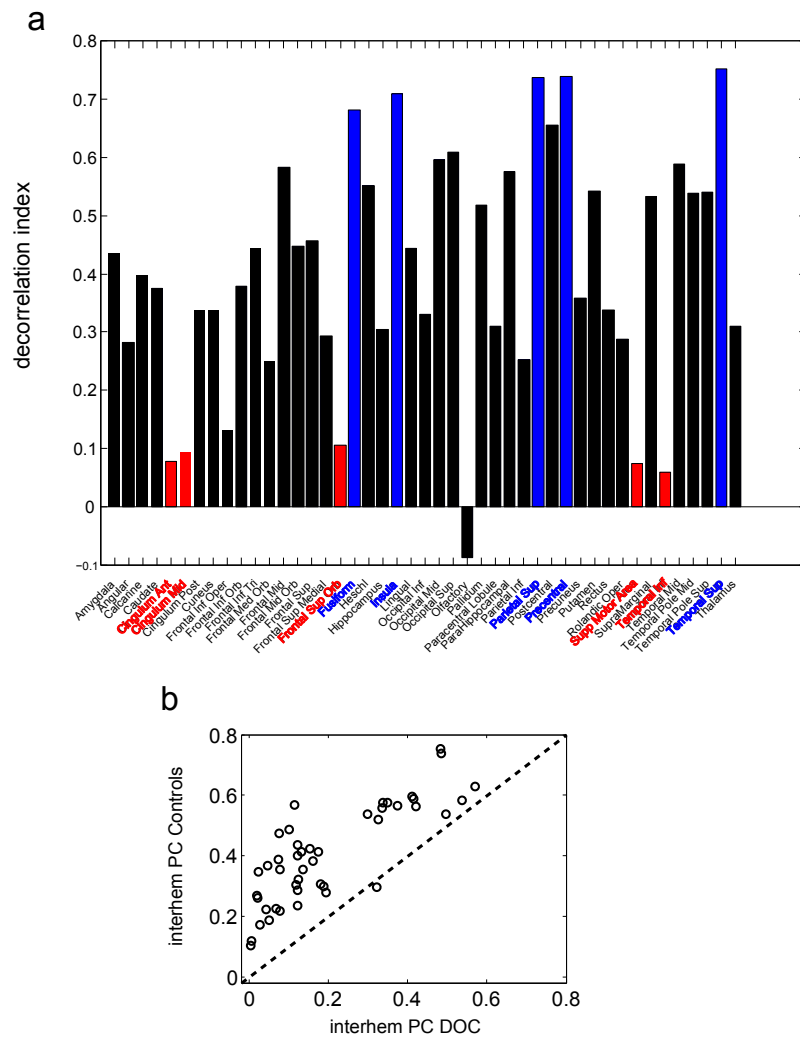 a
0.8
0.7
0.6
0.5
0.4
0.3
0.2
0.1
0
−0.1
decorrelation index
Amygdala
Angular
Calcarine
Caudate
Cingulum Ant
Cingulum Mid
Cingulum Post
Cuneus
Frontal Inf Oper
Frontal Inf Orb
Frontal Inf Tri
Frontal Med Orb
Frontal Mid
Frontal Mid Orb
Frontal Sup
Frontal Sup Medial
Frontal Sup Orb
Fusiform
Heschl
Hippocampus
Insula
Lingual
Occipital Inf
Occipital Mid
Occipital Sup
Olfactory
Palidum
Paracentral Lobule
ParaHippocampal
Parietal Inf
Parietal Sup
Postcentral
Precentral
Precuneus
Putamen
Rectus
Rolandic Oper
Supp Motor Area
SupraMarginal
Temporal Inf
Temporal Mid
Temporal Pole Mid
Temporal Pole Sup
Temporal Sup
Thalamus
b
0.8
0.6
0.4
0.2
0
interhem PC Controls
0 0.2 0.4 0.6 0.8
interhem PC DOC